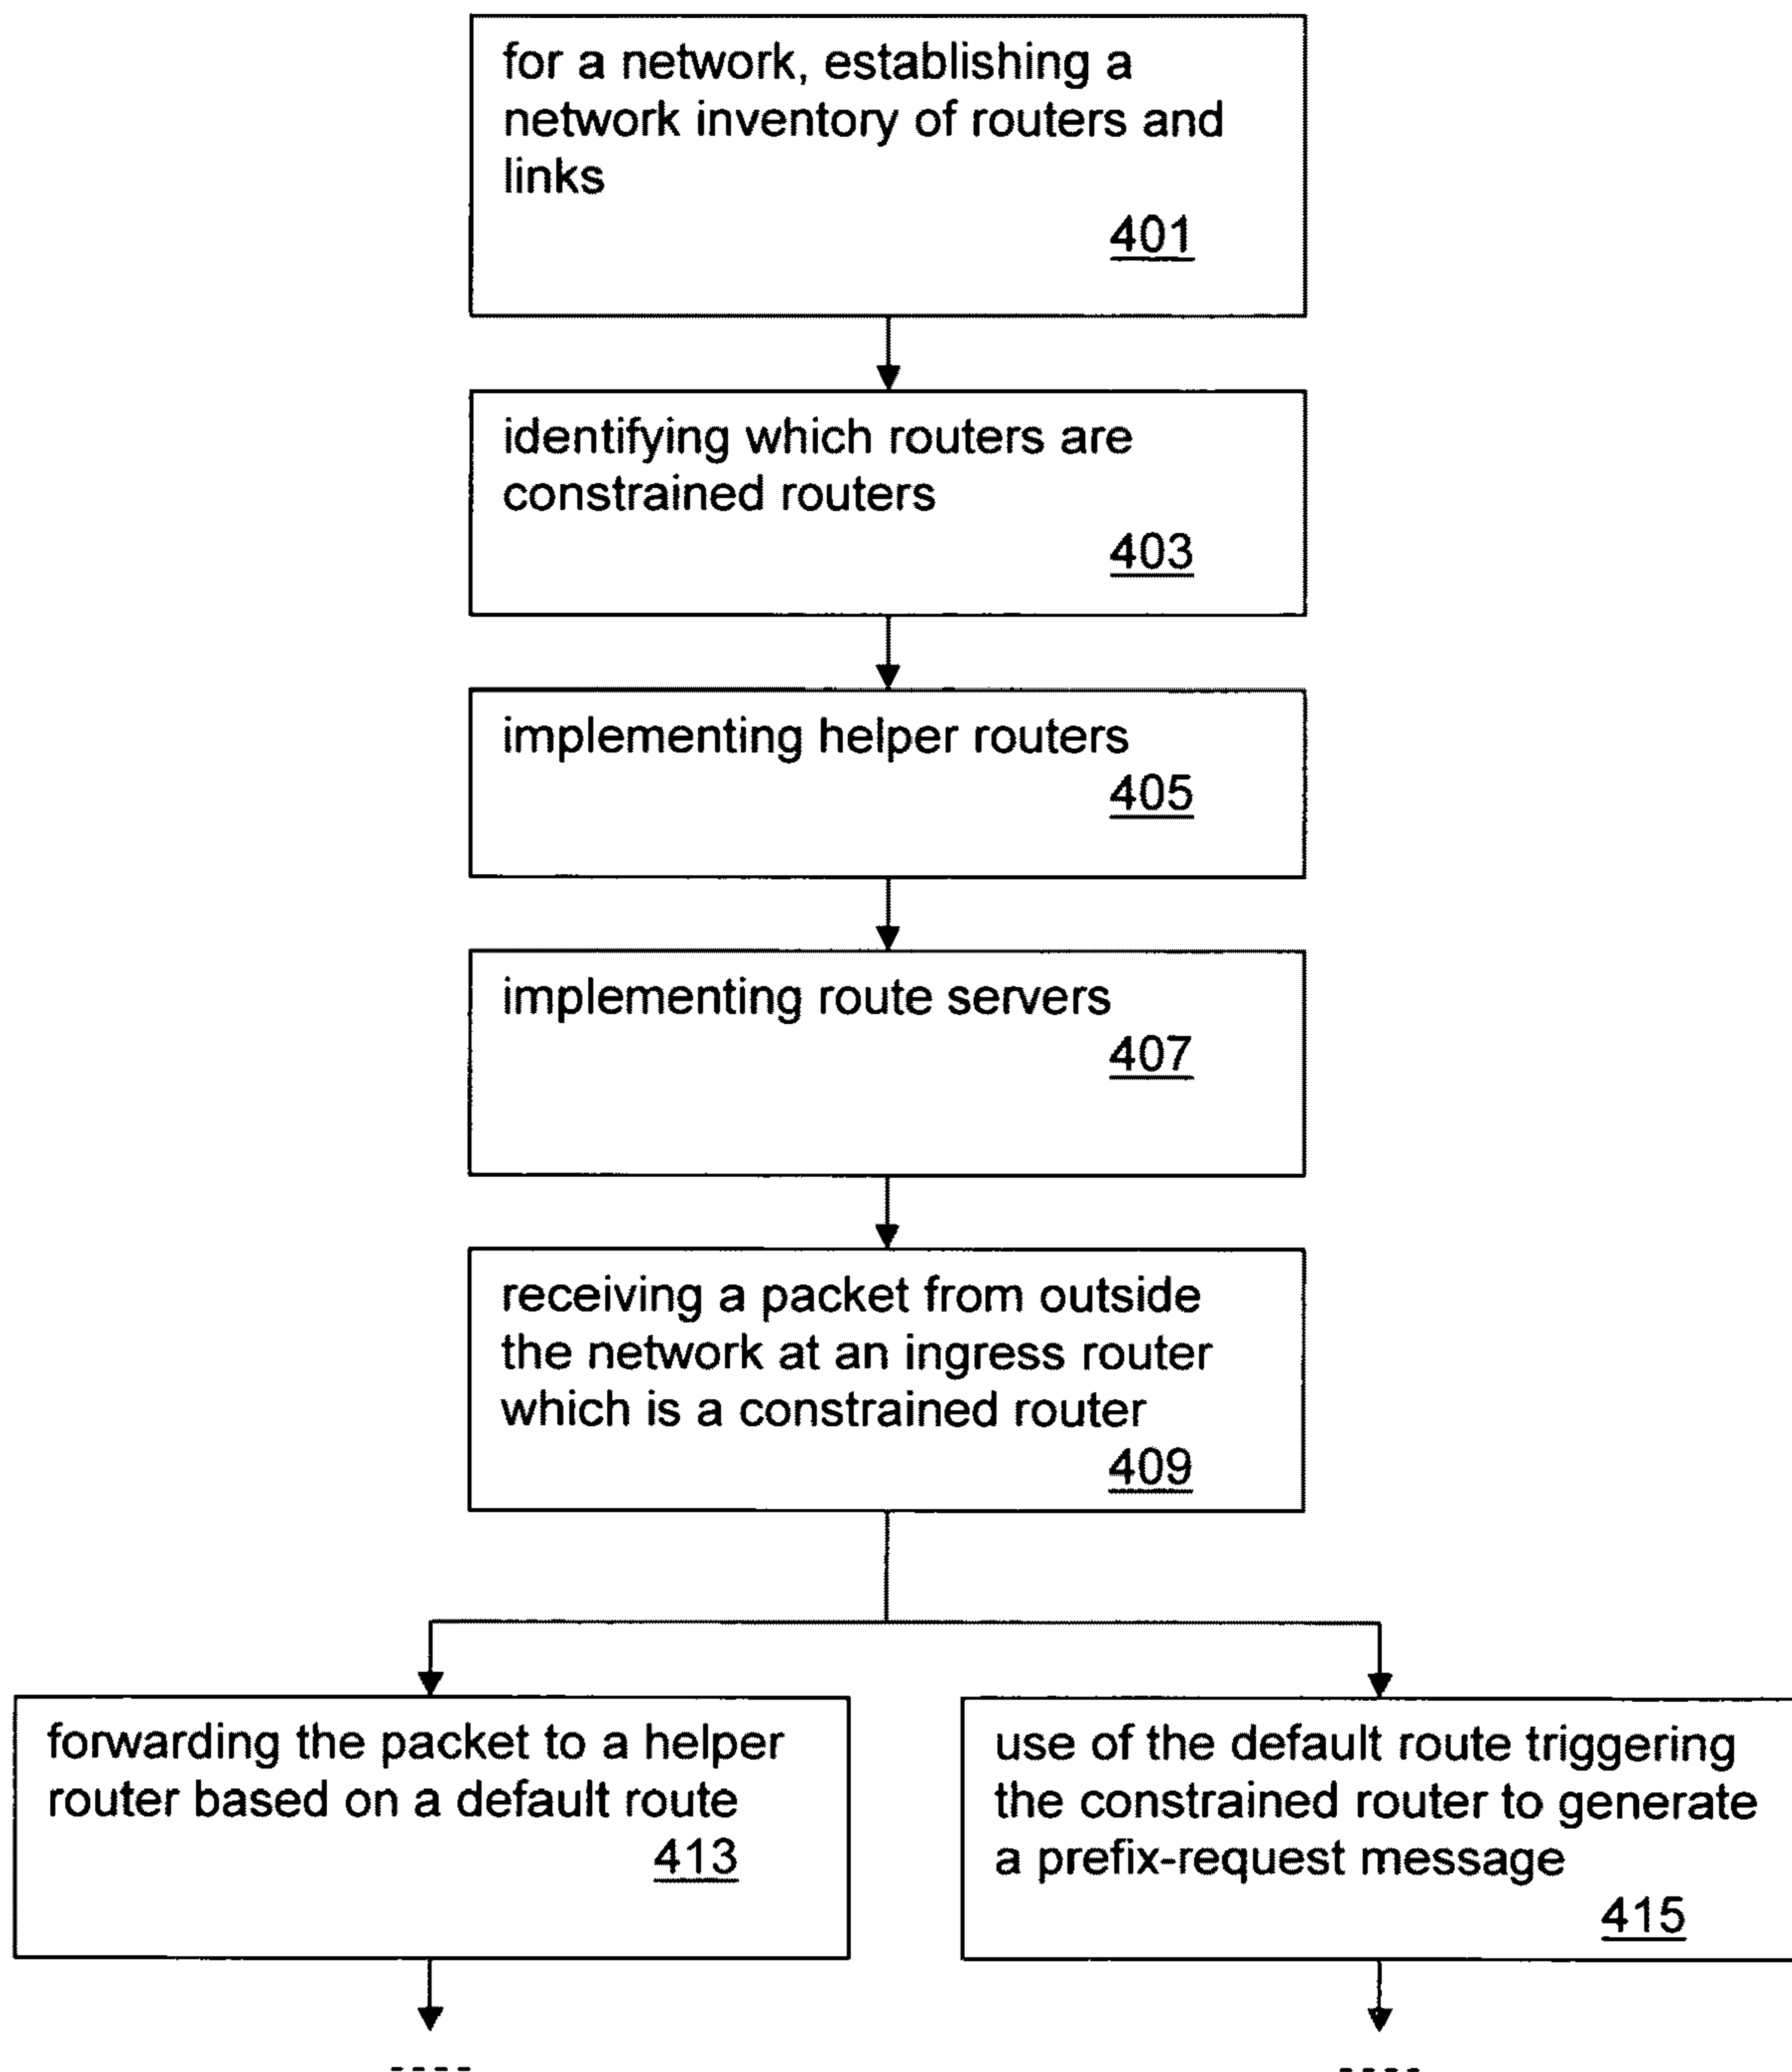 for a network, establishing a
network inventory of routers and
links
401
identifying which routers are
constrained routers
403
implementing helper routers
405
implementing route servers
407
receiving a packet from outside
the network at an ingress router
which is a constrained router
409
forwarding the packet to a helper
router based on a default route
413
use of the default route triggering
the constrained router to generate
a prefix-request message
415